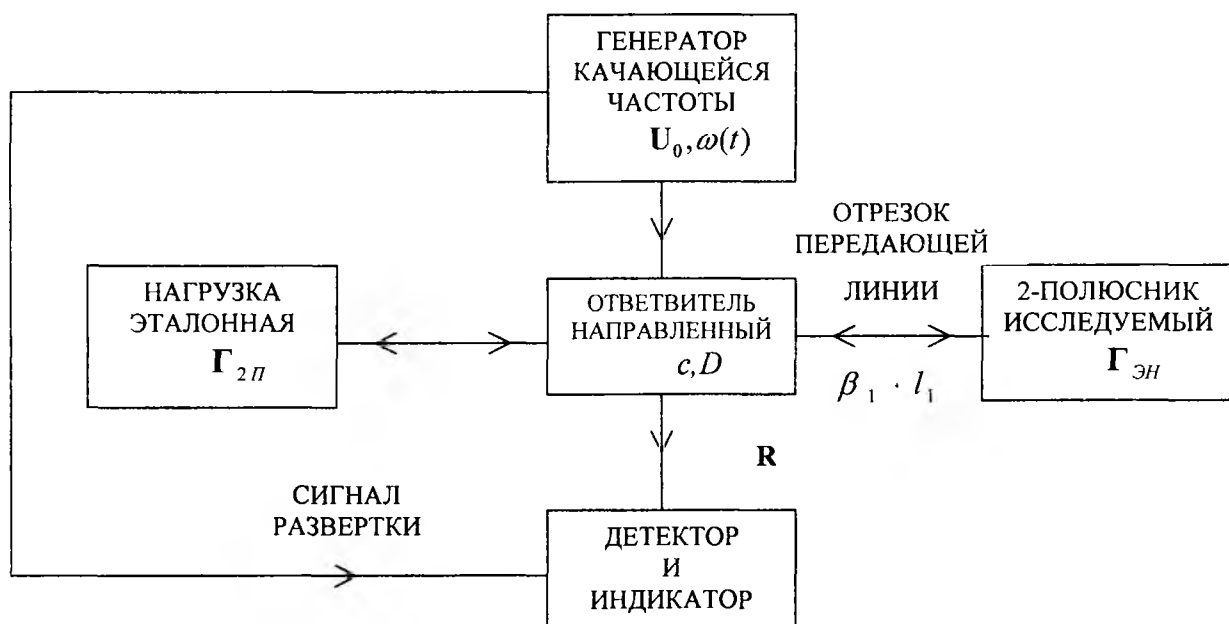 ГЕНЕРАТОР
КАЧАЮЩЕЙСЯ
ЧАСТОТЫ
U₀, ω(t)
ОТРЕЗОК
ПЕРЕДАЮЩЕЙ
ЛИНИИ
β₁ · l₁
НАГРУЗКА
ЭТАЛОННАЯ
Γ₂П
ОТВЕТВИТЕЛЬ
НАПРАВЛЕННЫЙ
c, D
2-ПОЛЮСНИК
ИССЛЕДУЕМЫЙ
ΓЭН
R
СИГНАЛ
РАЗВЕРТКИ
ДЕТЕКТОР
И
ИНДИКАТОР